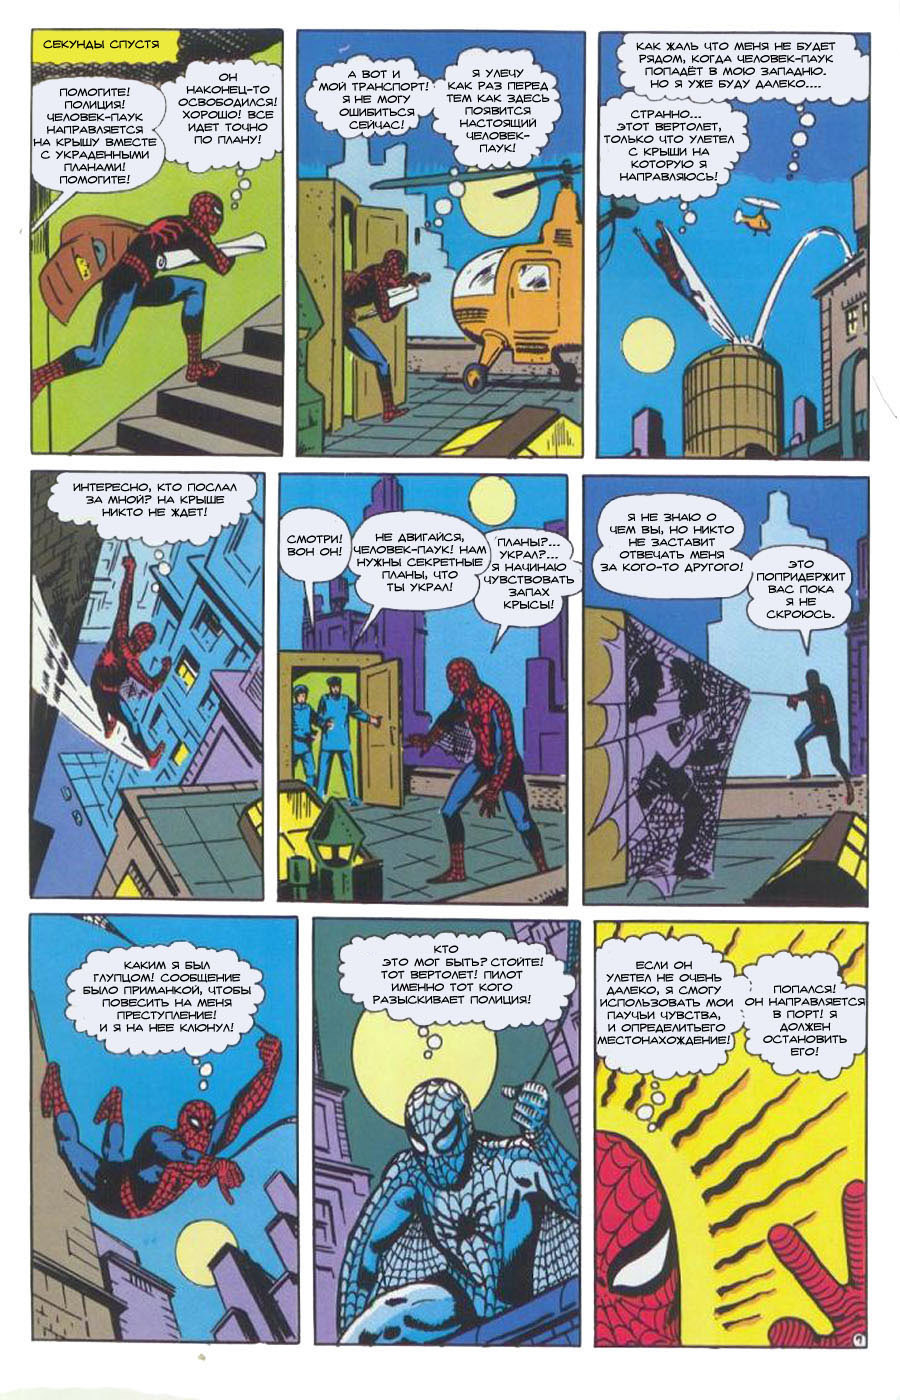 СЕКУНДЫ СПУСТЯ
ПОМОГИТЕ!
ПОЛИЦИЯ!
ЧЕЛОВЕК-ПАУК
НАПРАВЛЯЕТСЯ
НА КРЫШУ ВМЕСТЕ
С УКРАДЕННЫМИ
ПЛАНАМИ!
ПОМОГИТЕ!
ОН
НАКОНЕЦ-ТО
ОСВОБОДИЛСЯ!
ХОРОШО! ВСЕ
ИДЕТ ТОЧНО
ПО ПЛАНУ!
А ВОТ И
МОЙ ТРАНСПОРТ!
Я НЕ МОГУ
ОШИБИТЬСЯ
СЕЙЧАС!
Я УЛЕЧУ
КАК РАЗ ПЕРЕД
ТЕМ КАК ЗДЕСЬ
ПОЯВИТСЯ
НАСТОЯЩИЙ
ЧЕЛОВЕК-
ПАУК!
КАК ЖАЛЬ ЧТО МЕНЯ НЕ БУДЕТ
РЯДОМ, КОГДА ЧЕЛОВЕК-ПАУК
ПОПАДЁТ В МОЮ ЗАПАДНЮ.
НО Я УЖЕ БУДУ ДАЛЕКО....
СТРАННО...
ЭТОТ ВЕРТОЛЕТ,
ТОЛЬКО ЧТО УЛЕТЕЛ
С КРЫШИ НА
КОТОРУЮ Я
НАПРАВЛЯЮСЬ!
ИНТЕРЕСНО, КТО ПОСЛАЛ
ЗА МНОЙ? НА КРЫШЕ
НИКТО НЕ ЖДЕТ!
СМОТРИ!
ВОН ОН!
НЕ ДВИГАЙСЯ,
ЧЕЛОВЕК-ПАУК! НАМ
НУЖНЫ СЕКРЕТНЫЕ
ПЛАНЫ, ЧТО
ТЫ УКРАЛ!
ПЛАНЫ?...
УКРАЛ?...
Я НАЧИНАЮ
ЧУВСТВОВАТЬ
ЗАПАХ
КРЫСЫ!
Я НЕ ЗНАЮ О
ЧЕМ ВЫ, НО НИКТО
НЕ ЗАСТАВИТ
ОТВЕЧАТЬ МЕНЯ
ЗА КОГО-ТО ДРУГОГО!
ЭТО
ПОПРИДЕРЖИТ
ВАС ПОКА
Я НЕ
СКРОЮСЬ.
КАКИМ Я БЫЛ
ГЛУПЦОМ! СООБЩЕНИЕ
БЫЛО ПРИМАНКОЙ, ЧТОБЫ
ПОВЕСИТЬ НА МЕНЯ
ПРЕСТУПЛЕНИЕ!
И Я НА НЕЕ КЛЮНУЛ!
КТО
ЭТО МОГ БЫТЬ? СТОЙТЕ!
ТОТ ВЕРТОЛЕТ! ПИЛОТ
ИМЕННО ТОТ КОГО
РАЗЫСКИВАЕТ ПОЛИЦИЯ!
ЕСЛИ ОН
УЛЕТЕЛ НЕ ОЧЕНЬ
ДАЛЕКО, Я СМОГУ
ИСПОЛЬЗОВАТЬ МОИ
ПАУЧЬИ ЧУВСТВА,
И ОПРЕДЕЛИТЬЕГО
МЕСТОНАХОЖДЕНИЕ!
ПОПАЛСЯ!
ОН НАПРАВЛЯЕТСЯ
В ПОРТ! Я
ДОЛЖЕН
ОСТАНОВИТЬ
ЕГО!
7